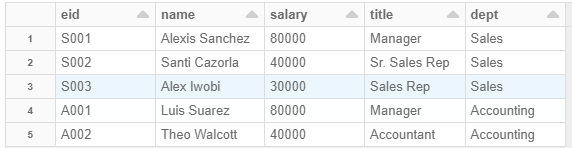 eid name salary title dept
1 S001 Alexis Sanchez 80000 Manager Sales
2 S002 Santi Cazorla 40000 Sr. Sales Rep Sales
3 S003 Alex Iwobi 30000 Sales Rep Sales
4 A001 Luis Suarez 80000 Manager Accounting
5 A002 Theo Walcott 40000 Accountant Accounting